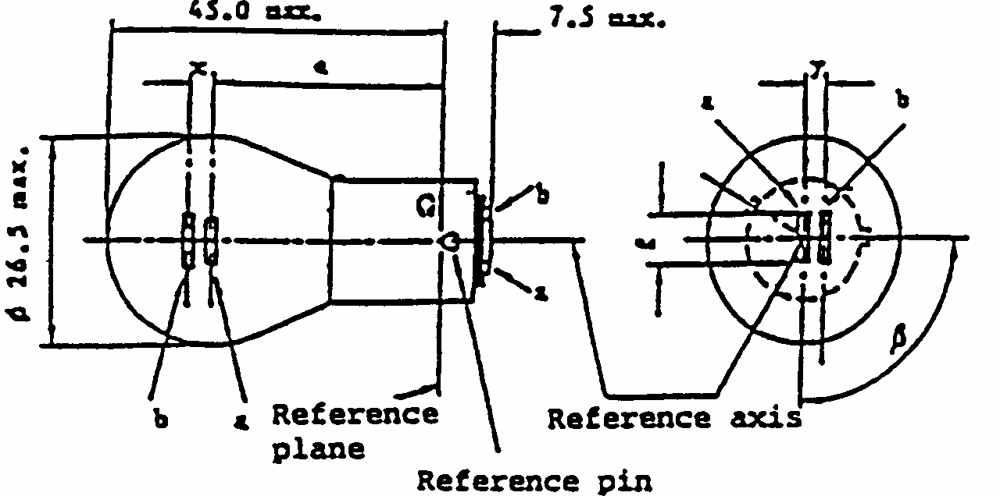 45.0 max.
7.5 max.
x
e
y
a
b
ø 26.5 max.
b
a
β
b
a
Reference
plane
Reference axis
Reference pin